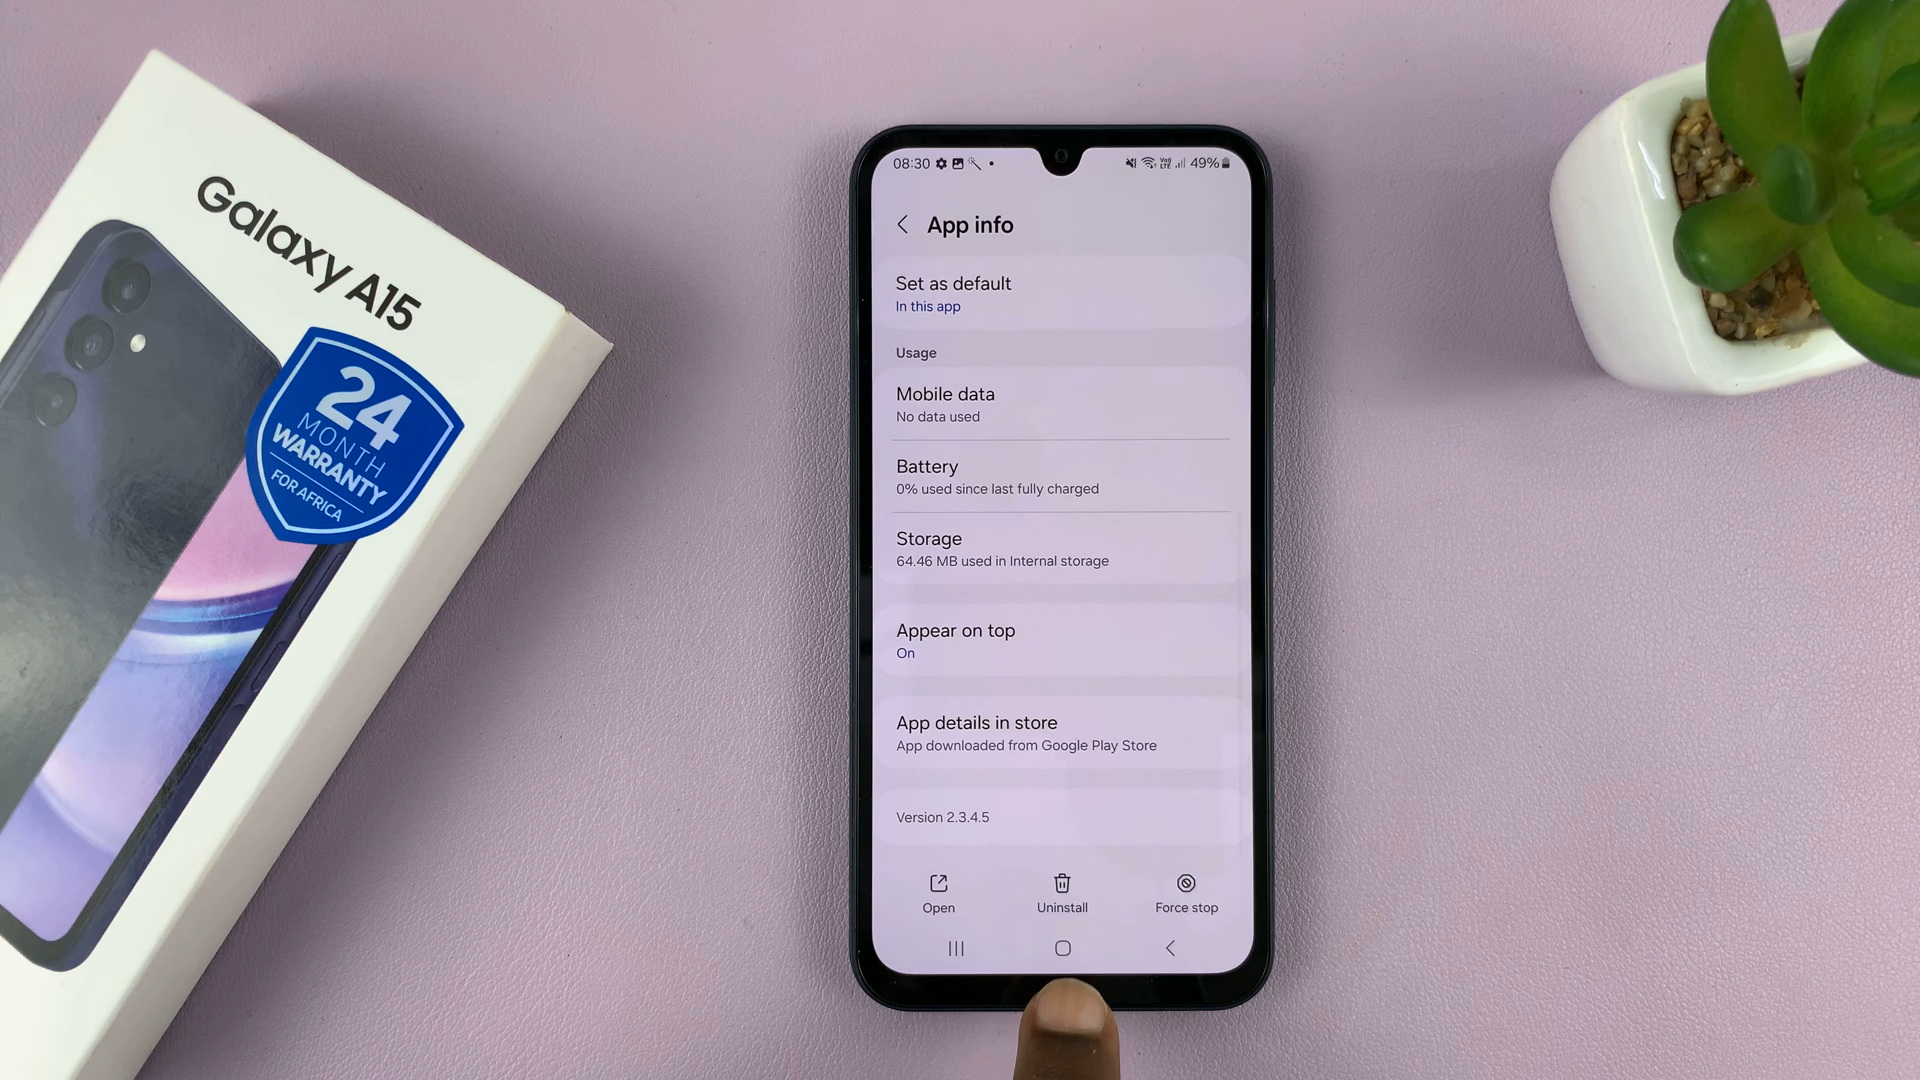 Galaxy A15
24
MONTH
WARRANTY
FOR AFRICA
08:30
Vo))
LTE
49%
App info
Set as default
In this app
Usage
Mobile data
No data used
Battery
0% used since last fully charged
Storage
64.46 MB used in Internal storage
Appear on top
On
App details in store
App downloaded from Google Play Store
Version 2.3.4.5
Open
Uninstall
Force stop